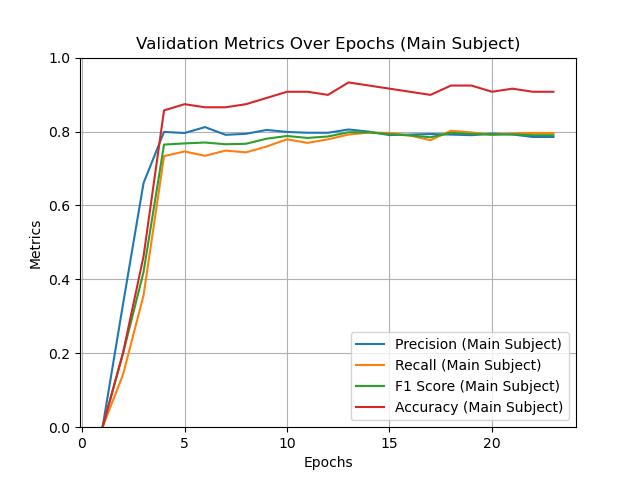 Validation Metrics Over Epochs (Main Subject)
1.0
0.8
0.6
0.4
0.2
0.0
Metrics
Precision (Main Subject)
Recall (Main Subject)
F1 Score (Main Subject)
Accuracy (Main Subject)
0 5 10 15 20
Epochs